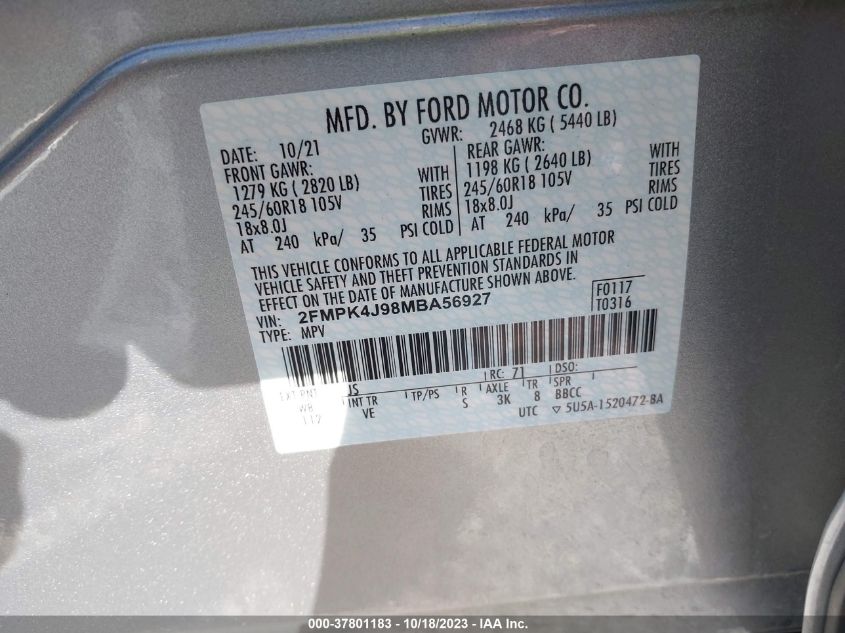 MFD. BY FORD MOTOR CO.
DATE: 10/21 GVWR: 2468 KG ( 5440 LB)
FRONT GAWR: REAR GAWR:
1279 KG ( 2820 LB) WITH 1198 KG ( 2640 LB) WITH
245/60R18 105V TIRES 245/60R18 105V TIRES
18x8.0J RIMS 18x8.0J RIMS
AT 240 kPa/ 35 PSI COLD AT 240 kPa/ 35 PSI COLD
THIS VEHICLE CONFORMS TO ALL APPLICABLE FEDERAL MOTOR
VEHICLE SAFETY AND THEFT PREVENTION STANDARDS IN
EFFECT ON THE DATE OF MANUFACTURE SHOWN ABOVE.
VIN: 2FMPK4J98MBA56927 F0117
TYPE: MPV T0316
EXT PNT JS RC: 71 DSO:
WB INT TR TP/PS R AXLE TR SPR
112 VE S 3K 8 BBCC
UTC ▽ 5U5A-1520472-BA
000-37801183 - 10/18/2023 - IAA Inc.